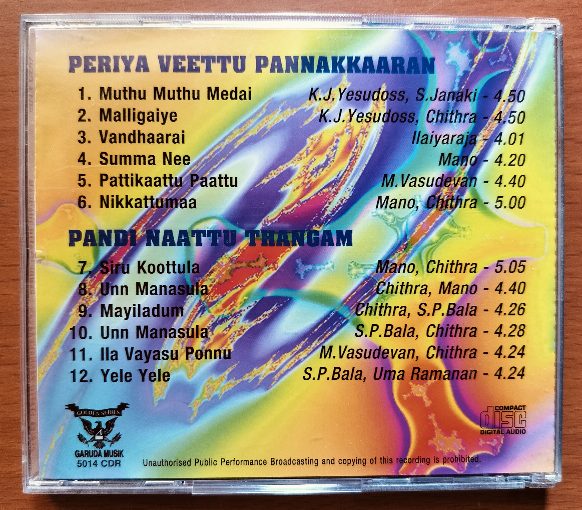 PERIYA VEETTU PANNAKKAARAN
1. Muthu Muthu Medai K.J.Yesudoss, S.Janaki - 4.50
2. Malligaiye K.J.Yesudoss, Chithra - 4.50
3. Vandhaarai Ilaiyaraja - 4.01
4. Summa Nee Mano - 4.20
5. Pattikaattu Paattu M.Vasudevan - 4.40
6. Nikkattumaa Mano, Chithra - 5.00
PANDI NAATTU THANGAM
7. Siru Koottula Mano, Chithra - 5.05
8. Unn Manasula Chithra, Mano - 4.40
9. Mayiladum Chithra, S.P.Bala - 4.26
10. Unn Manasula S.P.Bala, Chithra - 4.28
11. Ila Vayasu Ponnu M.Vasudevan, Chithra - 4.24
12. Yele Yele S.P.Bala, Uma Ramanan - 4.24
GOLDEN SERIES
GARUDA MUSIK
5014 CDR
Unauthorised Public Performance Broadcasting and copying of this recording is prohibited.
COMPACT
disc
DIGITAL AUDIO